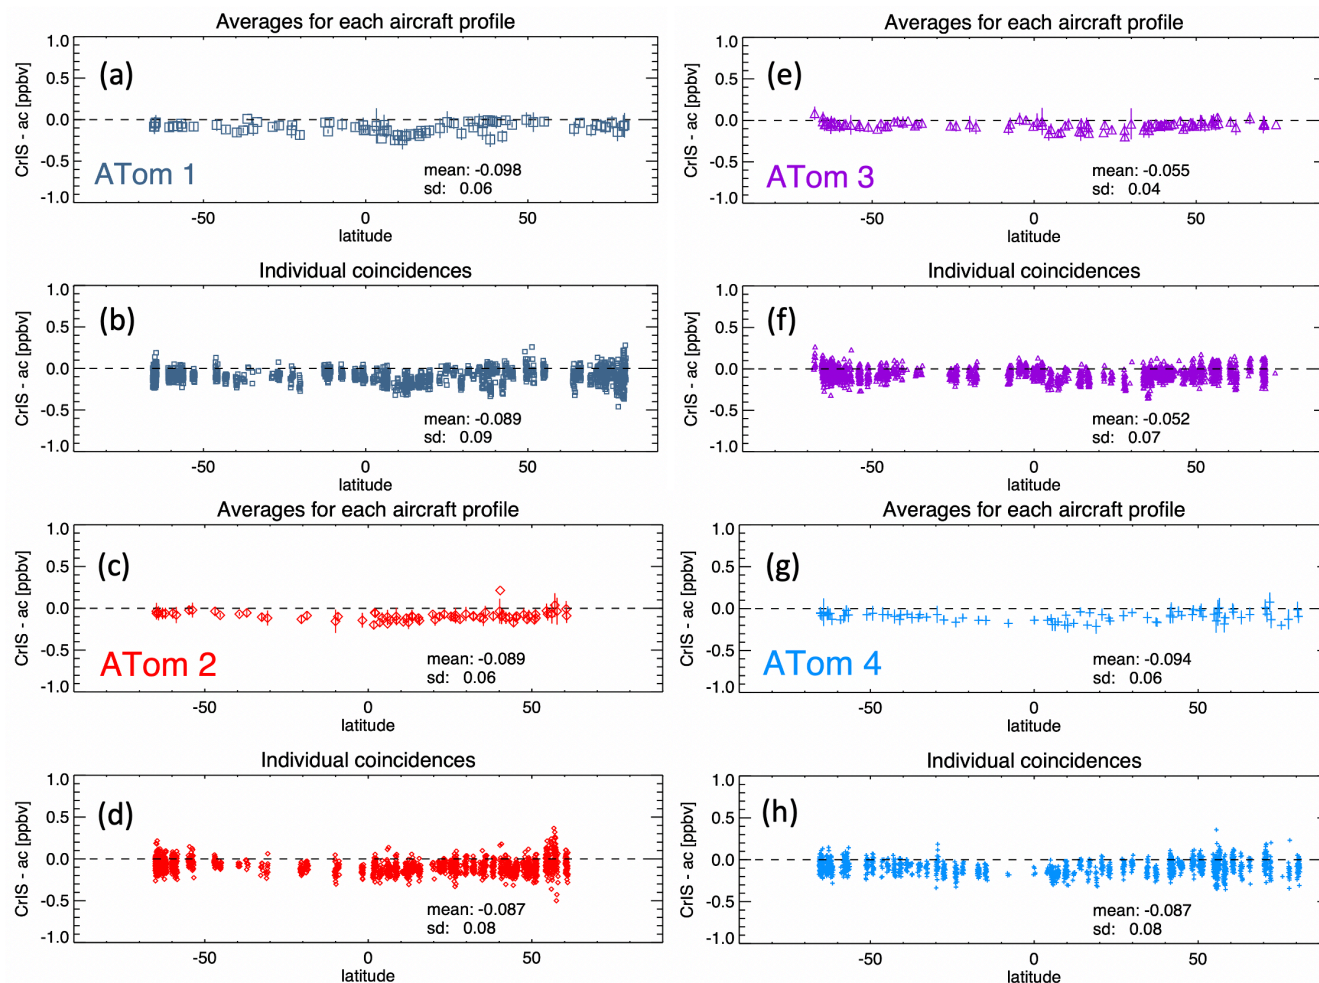 Averages for each aircraft profile
(a)
CrIS - ac [ppbv]
1.0
0.5
0.0
-0.5
-1.0
ATom 1
mean: -0.098
sd: 0.06
-50 0 50
latitude
Individual coincidences
(b)
CrIS - ac [ppbv]
1.0
0.5
0.0
-0.5
-1.0
mean: -0.089
sd: 0.09
-50 0 50
latitude
Averages for each aircraft profile
(c)
CrIS - ac [ppbv]
1.0
0.5
0.0
-0.5
-1.0
ATom 2
mean: -0.089
sd: 0.06
-50 0 50
latitude
Individual coincidences
(d)
CrIS - ac [ppbv]
1.0
0.5
0.0
-0.5
-1.0
mean: -0.087
sd: 0.08
-50 0 50
latitude
Averages for each aircraft profile
(e)
CrIS - ac [ppbv]
1.0
0.5
0.0
-0.5
-1.0
ATom 3
mean: -0.055
sd: 0.04
-50 0 50
latitude
Individual coincidences
(f)
CrIS - ac [ppbv]
1.0
0.5
0.0
-0.5
-1.0
mean: -0.052
sd: 0.07
-50 0 50
latitude
Averages for each aircraft profile
(g)
CrIS - ac [ppbv]
1.0
0.5
0.0
-0.5
-1.0
ATom 4
mean: -0.094
sd: 0.06
-50 0 50
latitude
Individual coincidences
(h)
CrIS - ac [ppbv]
1.0
0.5
0.0
-0.5
-1.0
mean: -0.087
sd: 0.08
-50 0 50
latitude